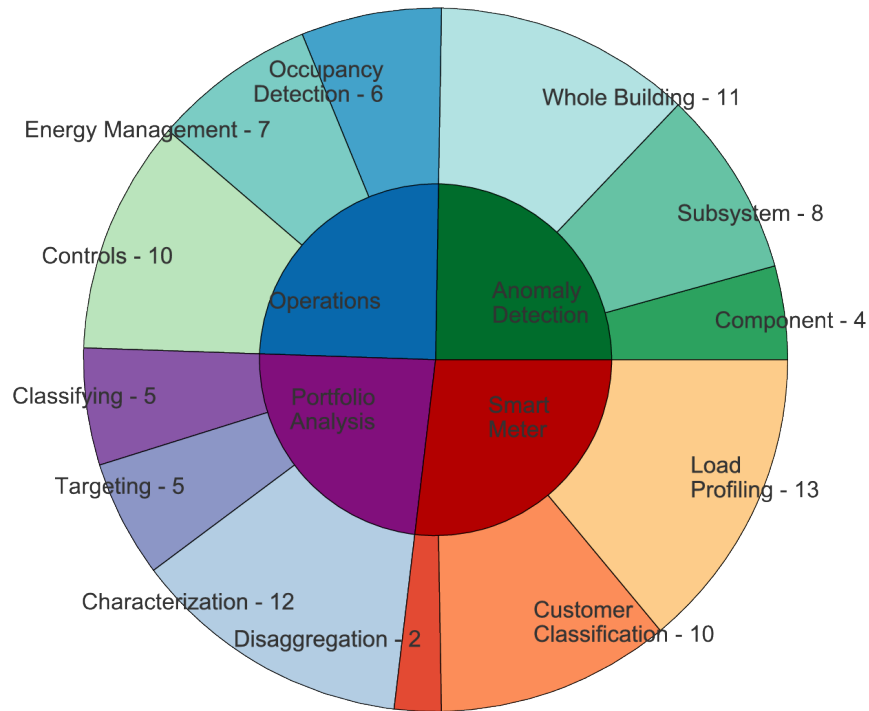 Occupancy
Detection - 6
Whole Building - 11
Energy Management - 7
Subsystem - 8
Controls - 10
Operations
Anomaly
Detection
Component - 4
Classifying - 5
Portfolio
Analysis
Smart
Meter
Load
Profiling - 13
Targeting - 5
Characterization - 12
Customer
Classification - 10
Disaggregation - 2